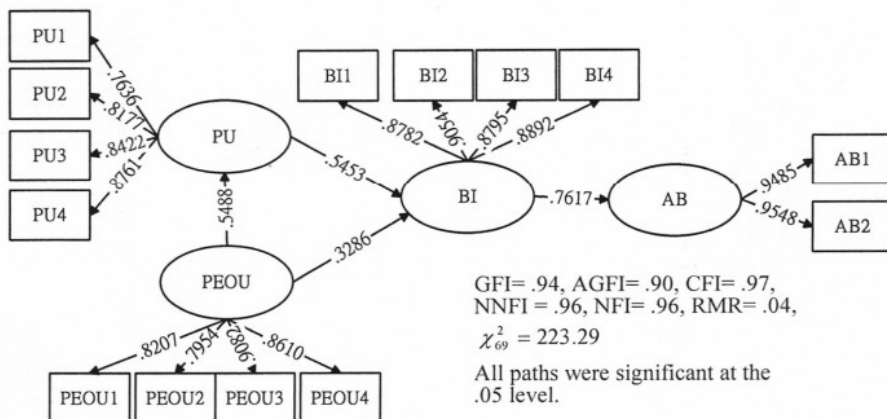 PU1
PU2
PU3
PU4
.7636
.8177
.8422
.8761
PU
BI1
BI2
BI3
BI4
.8782
.9054
.8795
.8892
.5453
BI
.7617
AB
.9485
AB1
.9548
AB2
.5488
.3286
PEOU
.8207
.7954
.9082
.8610
PEOU1
PEOU2
PEOU3
PEOU4
GFI= .94, AGFI= .90, CFI= .97,
NNFI = .96, NFI= .96, RMR= .04,
χ²₆₉ = 223.29
All paths were significant at the
.05 level.